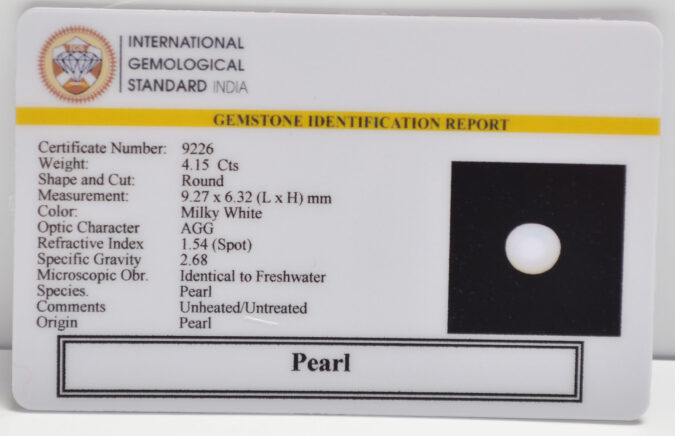 IGS
INTERNATIONAL
GEMOLOGICAL
STANDARD INDIA
GEMSTONE IDENTIFICATION REPORT
Certificate Number: 9226
Weight: 4.15 Cts
Shape and Cut: Round
Measurement: 9.27 x 6.32 (L x H) mm
Color: Milky White
Optic Character AGG
Refractive Index 1.54 (Spot)
Specific Gravity 2.68
Microscopic Obr. Identical to Freshwater
Species. Pearl
Comments Unheated/Untreated
Origin Pearl
Pearl